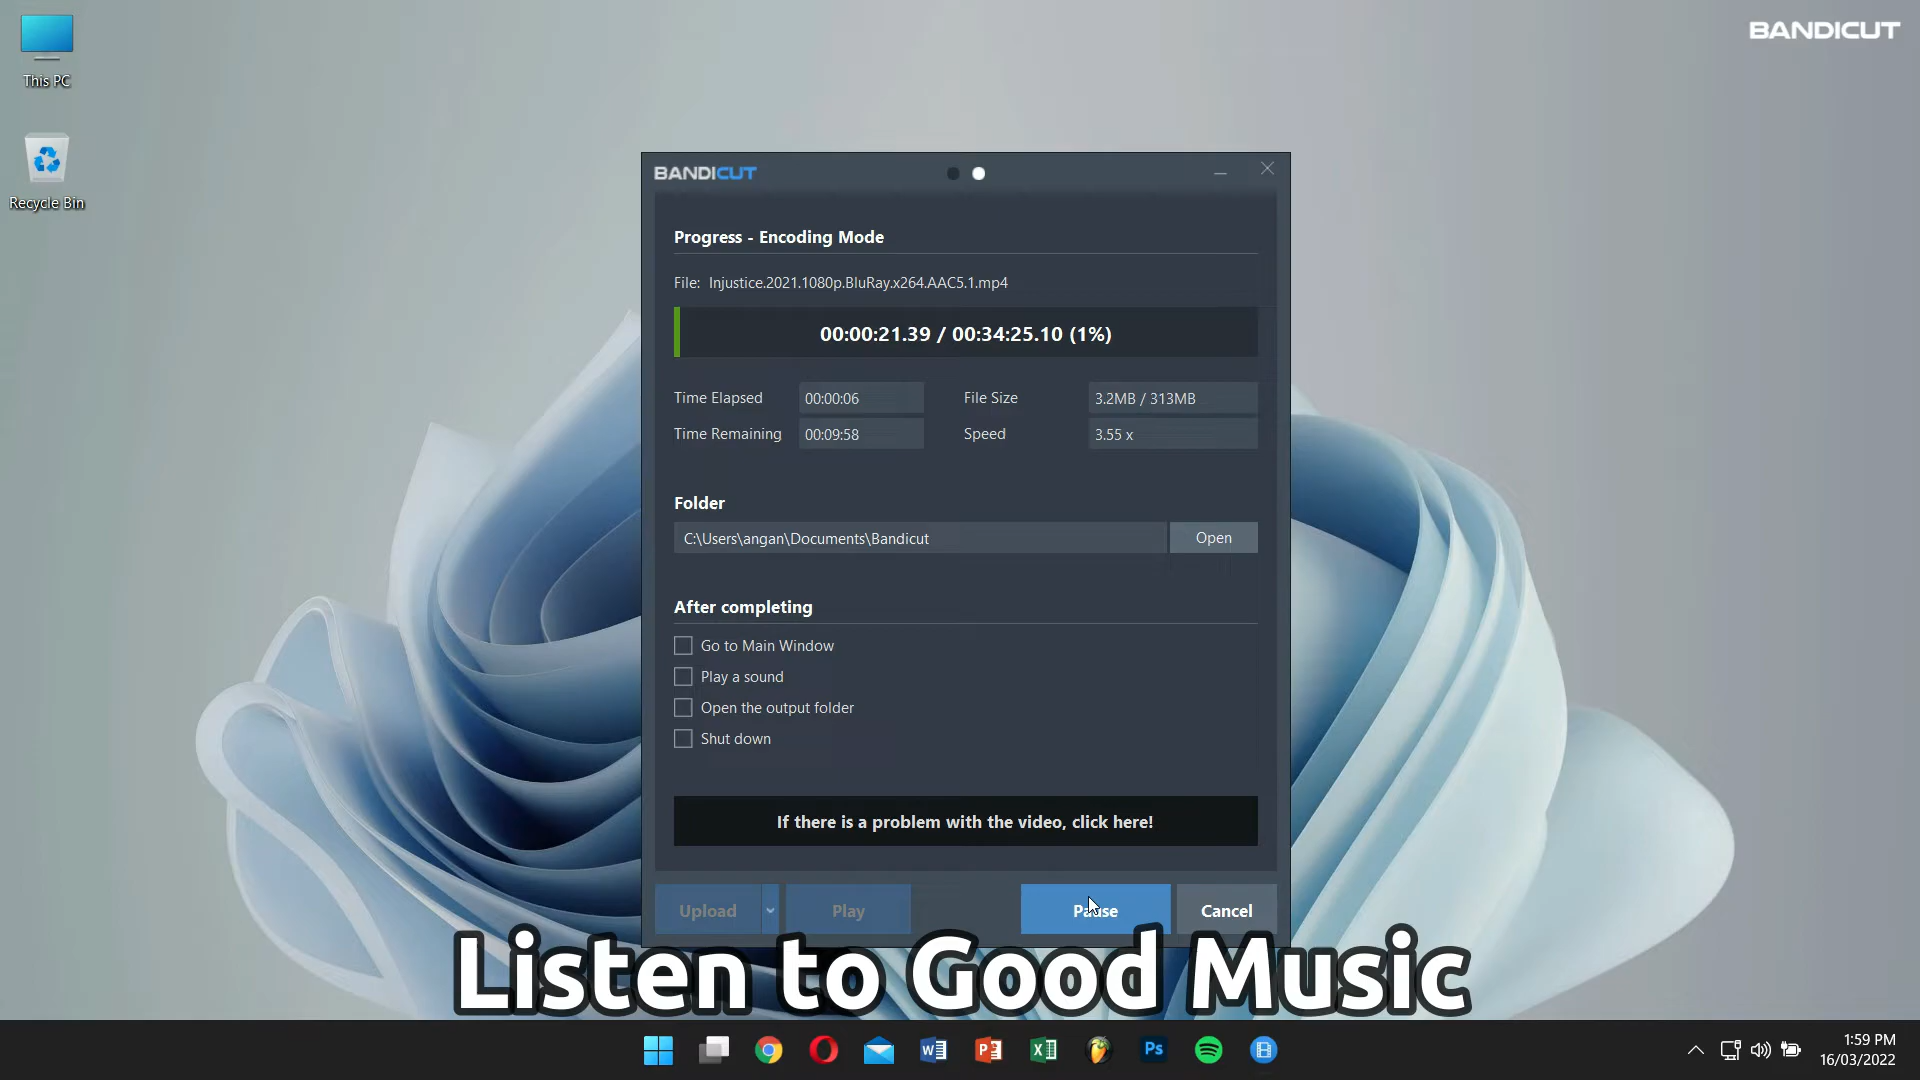 This PC
BANDICUT
Recycle Bin
BANDICUT
Progress - Encoding Mode
File: Injustice.2021.1080p.BluRay.x264.AAC5.1.mp4
00:00:21.39 / 00:34:25.10 (1%)
Time Elapsed 00:00:06 File Size 3.2MB / 313MB
Time Remaining 00:09:58 Speed 3.55 x
Folder
C:\Users\angan\Documents\Bandicut Open
After completing
Go to Main Window
Play a sound
Open the output folder
Shut down
If there is a problem with the video, click here!
Upload Play Pause Cancel
Listen to Good Music
W P X Ps
1:59 PM
16/03/2022